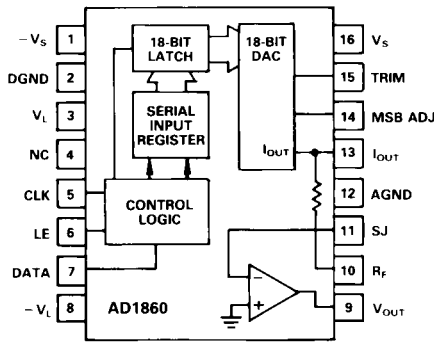 −VS 1
DGND 2
VL 3
NC 4
CLK 5
LE 6
DATA 7
−VL 8
18-BIT
LATCH
18-BIT
DAC
SERIAL
INPUT
REGISTER
IOUT
CONTROL
LOGIC
−
+
AD1860
16 VS
15 TRIM
14 MSB ADJ
13 IOUT
12 AGND
11 SJ
10 RF
9 VOUT